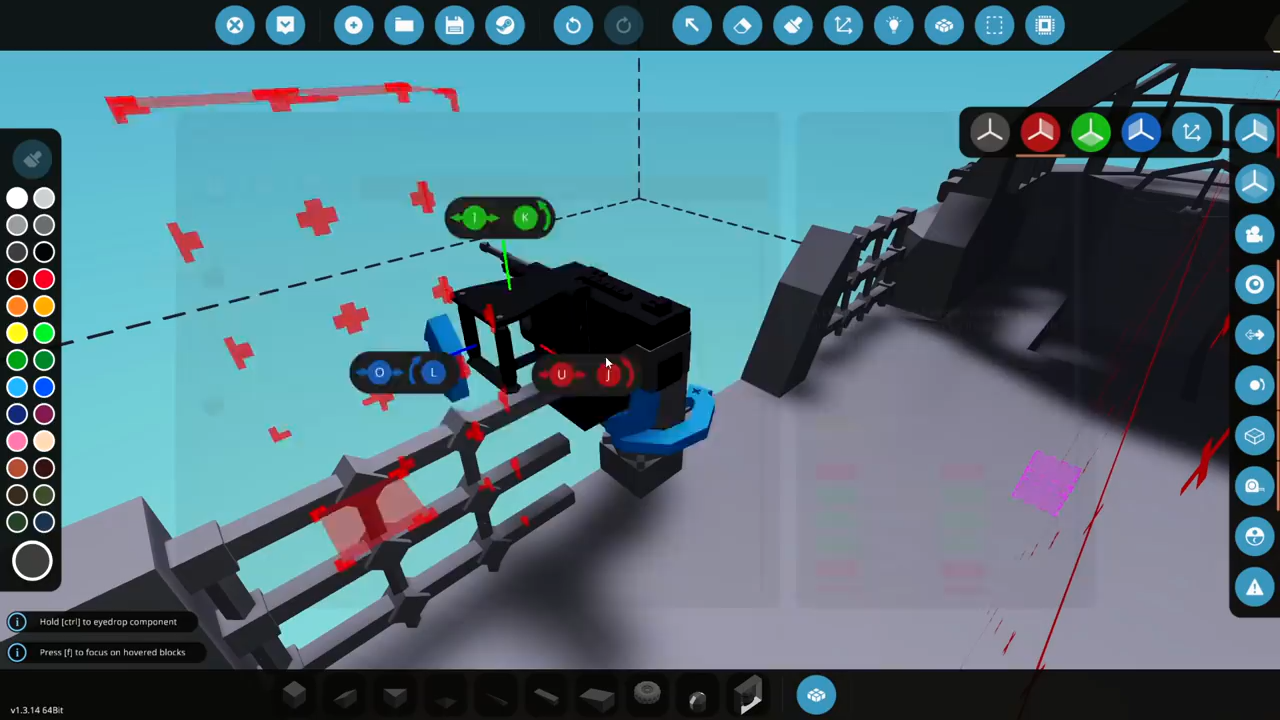 I K
O L
U J
Hold [ctrl] to eyedrop component
Press [f] to focus on hovered blocks
v1.3.14 64Bit